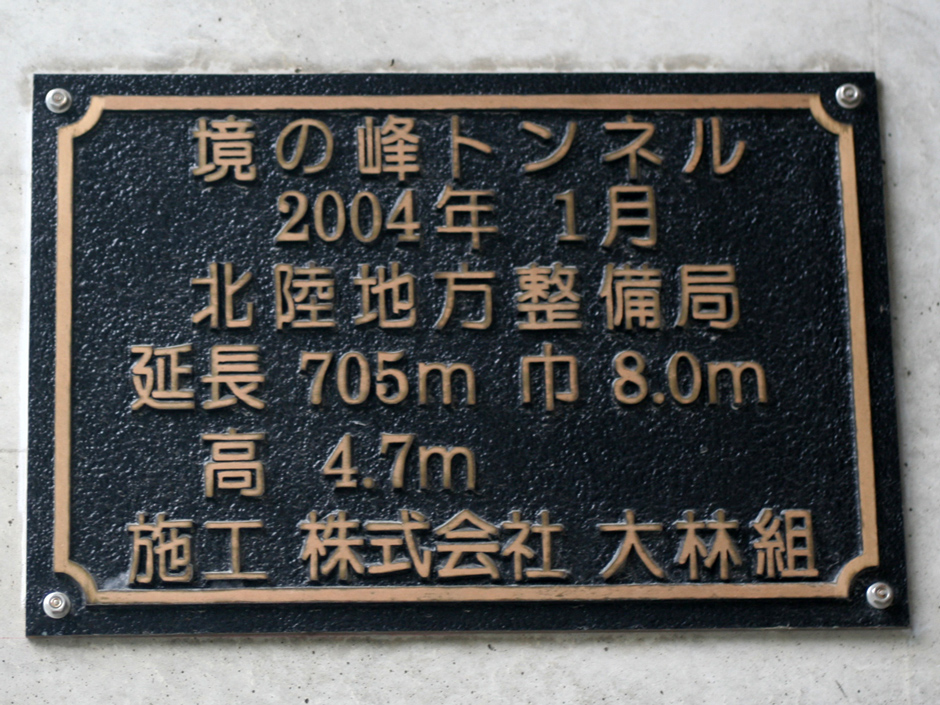 境の峰トンネル
2004年 1月
北陸地方整備局
延長 705m 巾 8.0m
高 4.7m
施工 株式会社 大林組